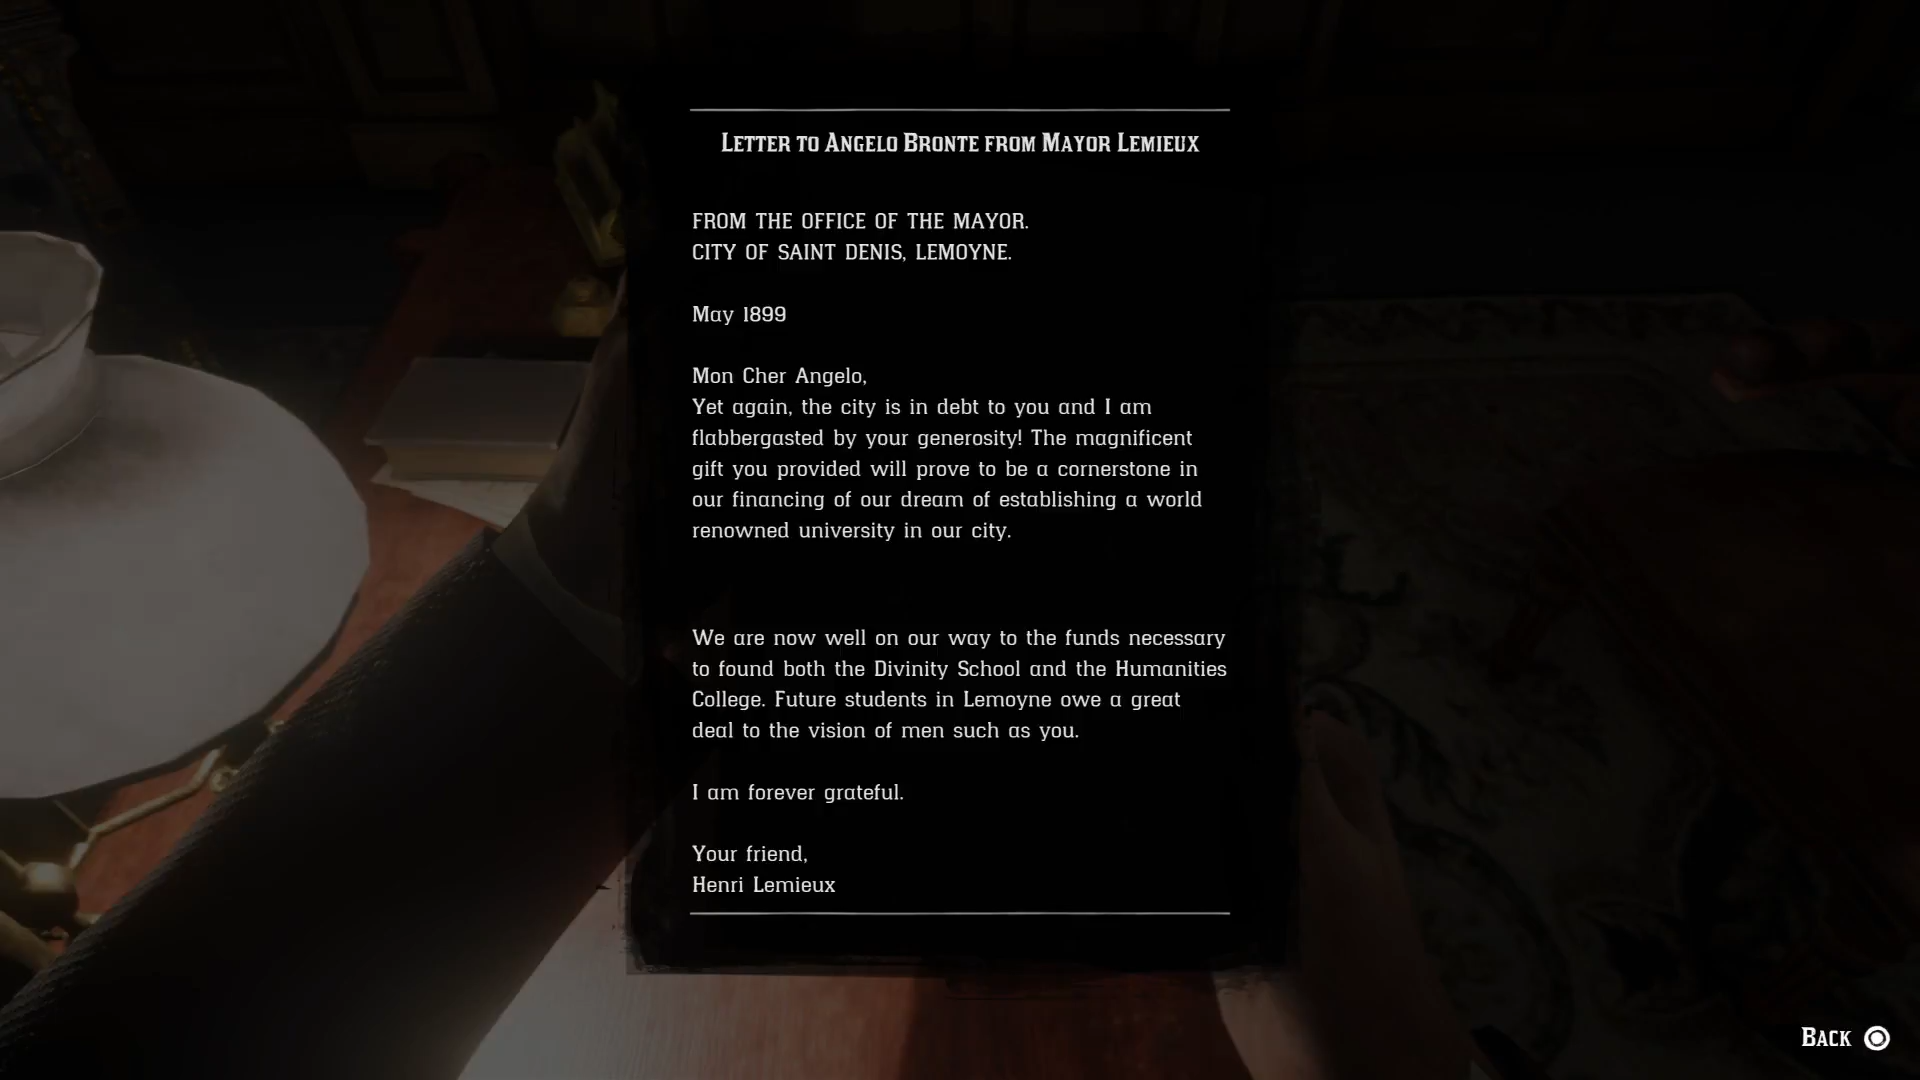 Letter to Angelo Bronte from Mayor Lemieux
FROM THE OFFICE OF THE MAYOR.
CITY OF SAINT DENIS, LEMOYNE.
May 1899
Mon Cher Angelo,
Yet again, the city is in debt to you and I am
flabbergasted by your generosity! The magnificent
gift you provided will prove to be a cornerstone in
our financing of our dream of establishing a world
renowned university in our city.
We are now well on our way to the funds necessary
to found both the Divinity School and the Humanities
College. Future students in Lemoyne owe a great
deal to the vision of men such as you.
I am forever grateful.
Your friend,
Henri Lemieux
Back